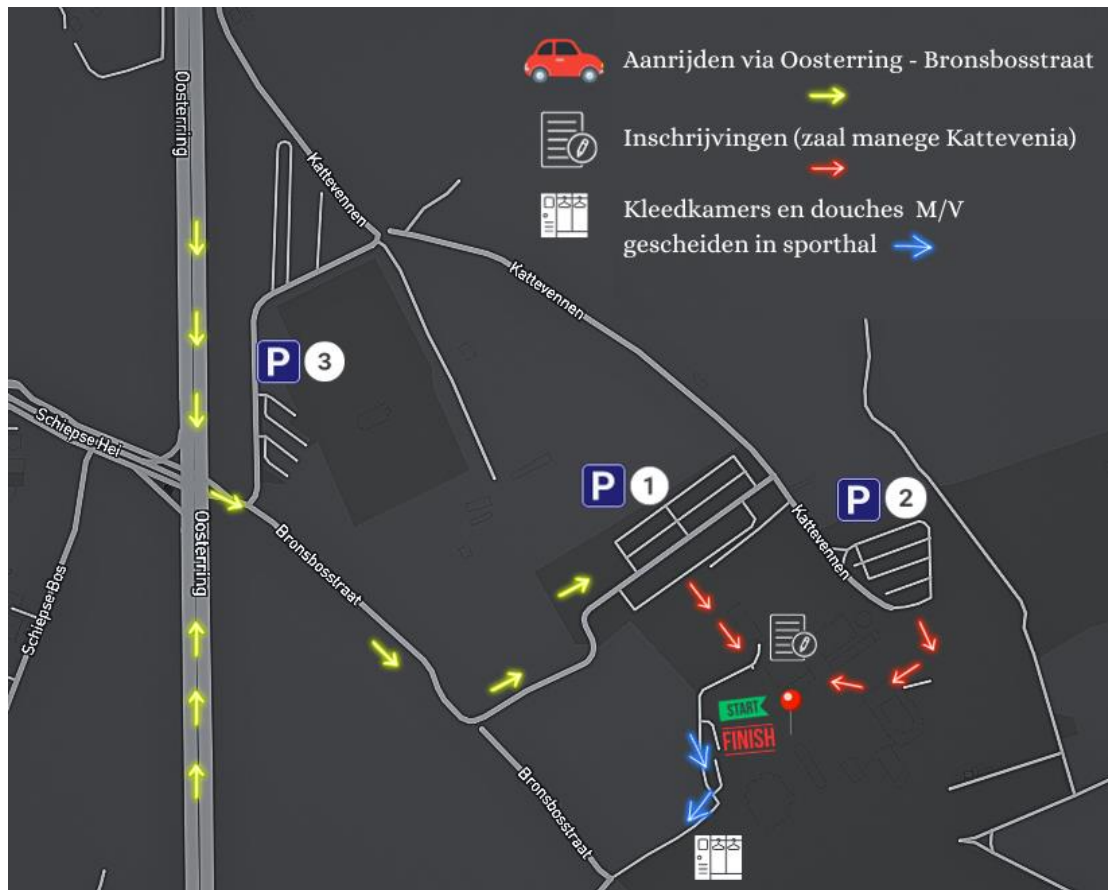 Aanrijden via Oosterring - Bronsbosstraat
Inschrijvingen (zaal manege Kattevenia)
Kleedkamers en douches M/V
gescheiden in sporthal
Oosterring
Kattevennen
Kattevennen
P 3
Schiepse Hei
P 1
P 2
Kattevennen
Oosterring
Bronsbosstraat
Schiepse Bos
START
FINISH
Bronsbosstraat